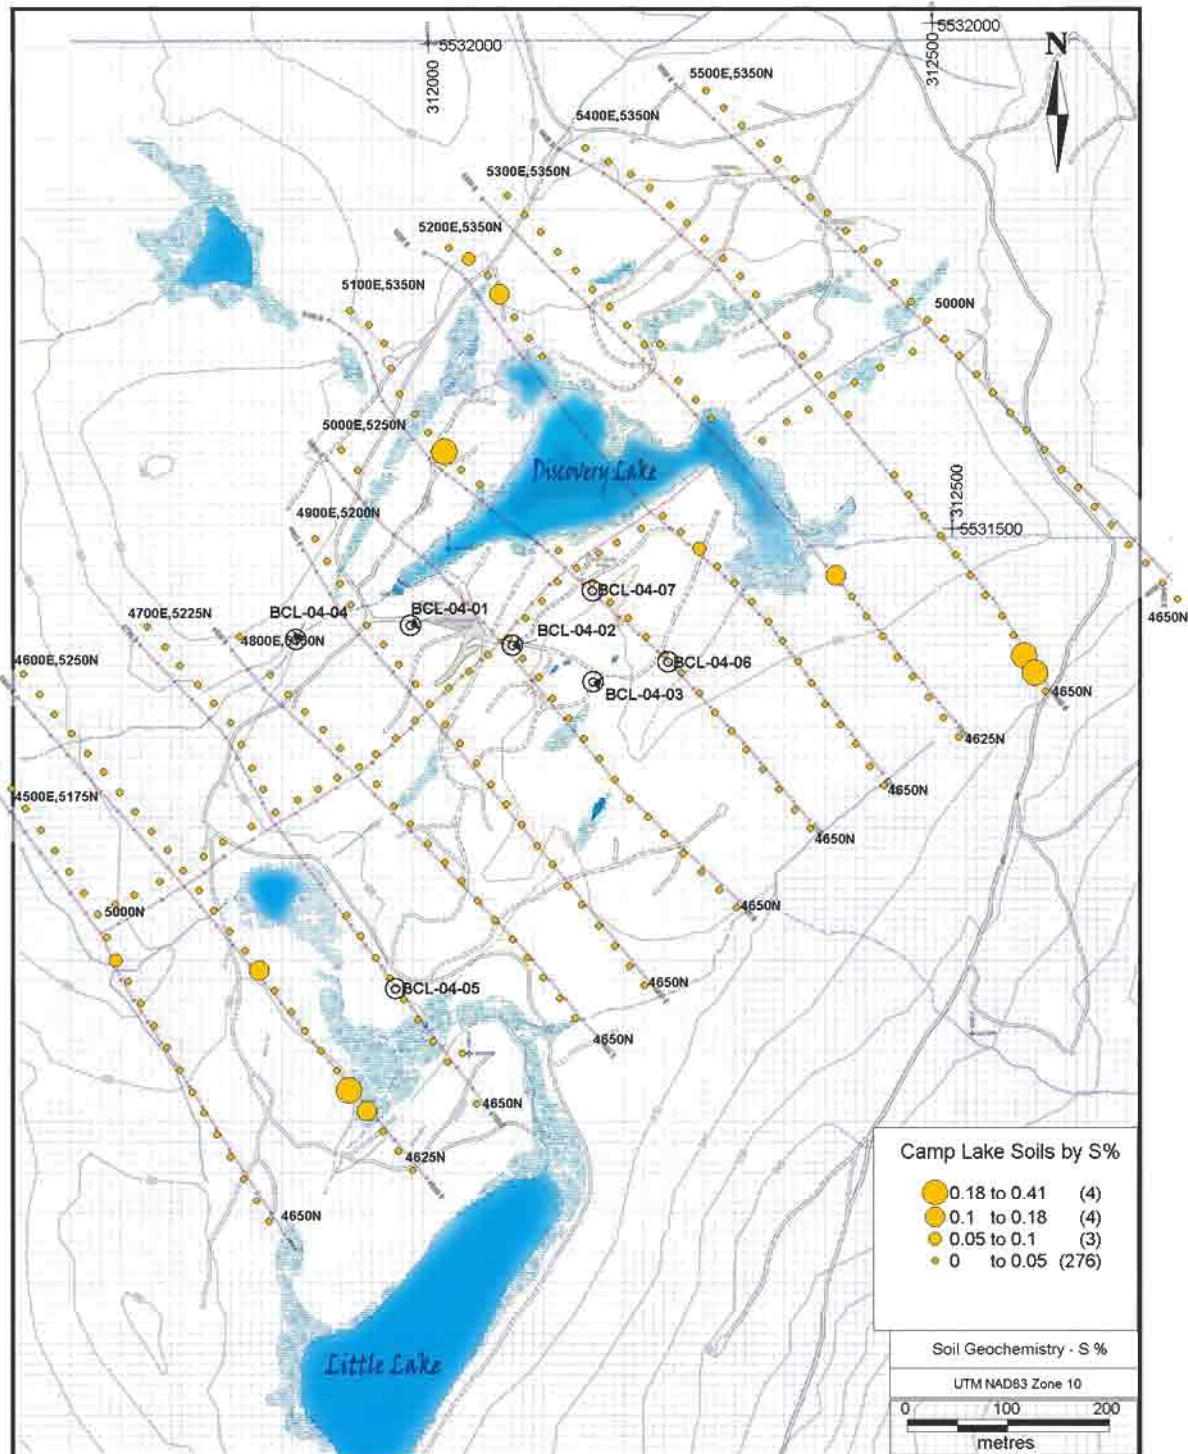 5532000
5532000
312000
312500
N
5500E,5350N
5400E,5350N
5300E,5350N
5200E,5350N
5100E,5350N
5000N
5000E,5250N
Discovery Lake
4900E,5200N
312500
5531500
BCL-04-07
4650N
4700E,5225N
BCL-04-04
BCL-04-01
BCL-04-02
BCL-04-06
4600E,5250N
BCL-04-03
4650N
4625N
4500E,5175N
4650N
4650N
5000N
4650N
BCL-04-05
4650N
4650N
4650N
4625N
4650N
Camp Lake Soils by S%
0.18 to 0.41 (4)
0.1 to 0.18 (4)
0.05 to 0.1 (3)
0 to 0.05 (276)
Little Lake
Soil Geochemistry - S %
UTM NAD83 Zone 10
0 100 200
metres